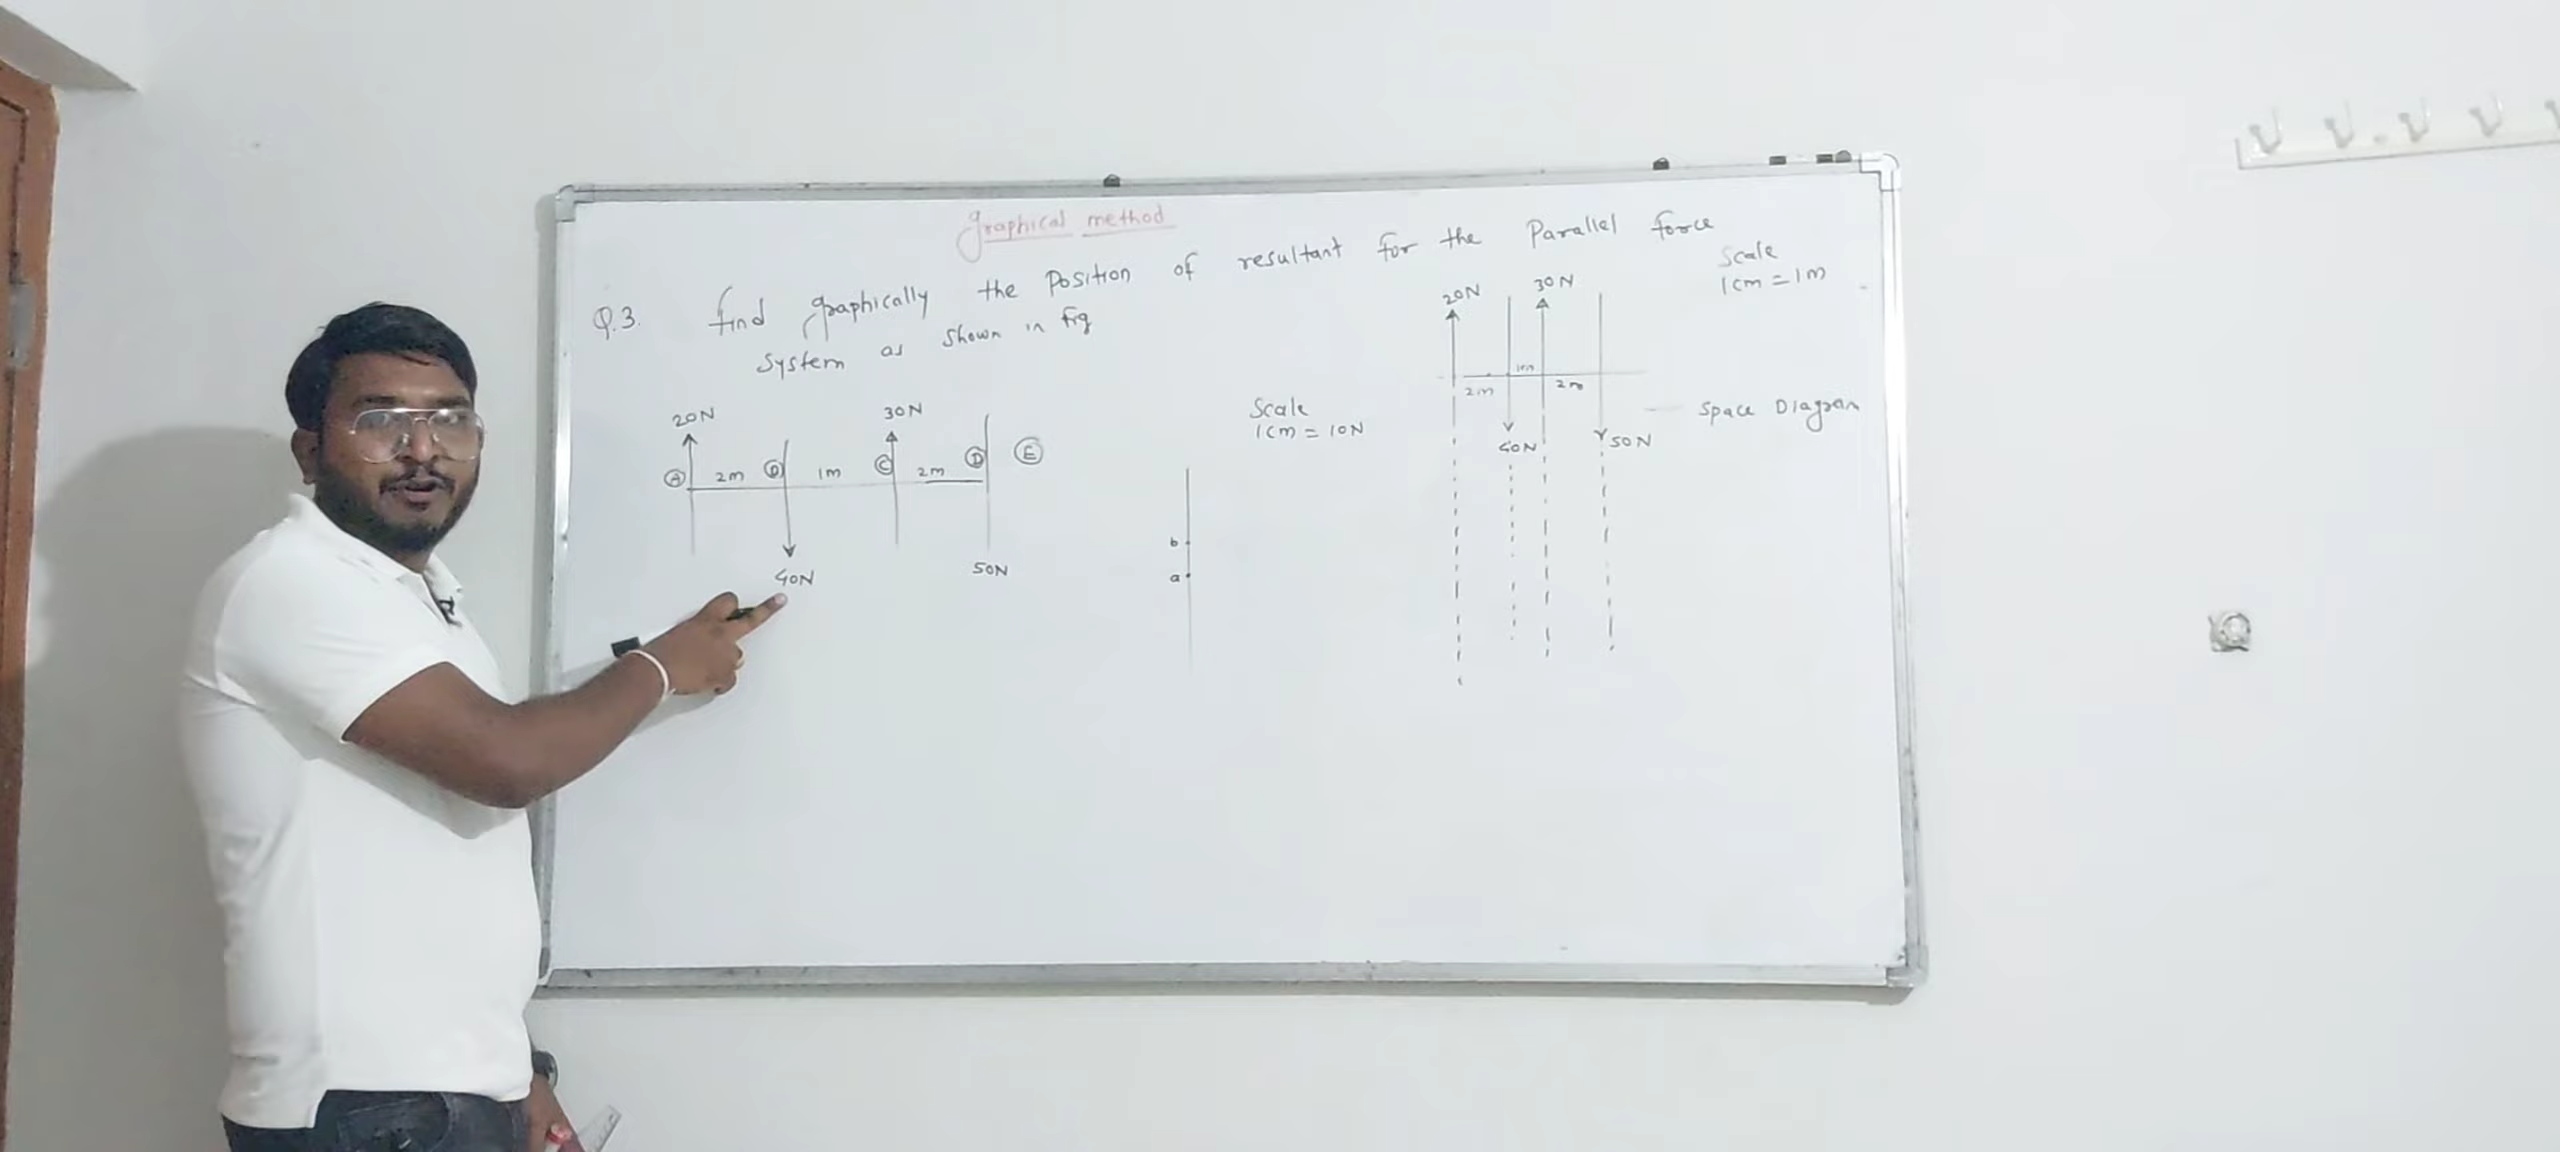 Graphical method
Q.3. find graphically the Position of resultant for the Parallel force
System as shown in fig
20N 30N
A 2m B 1m C 2m D E
40N 50N
Scale
1cm = 10N
b
a
Scale
1cm = 1m
20N 30N
2m 1m 2m
40N 50N
Space Diagram